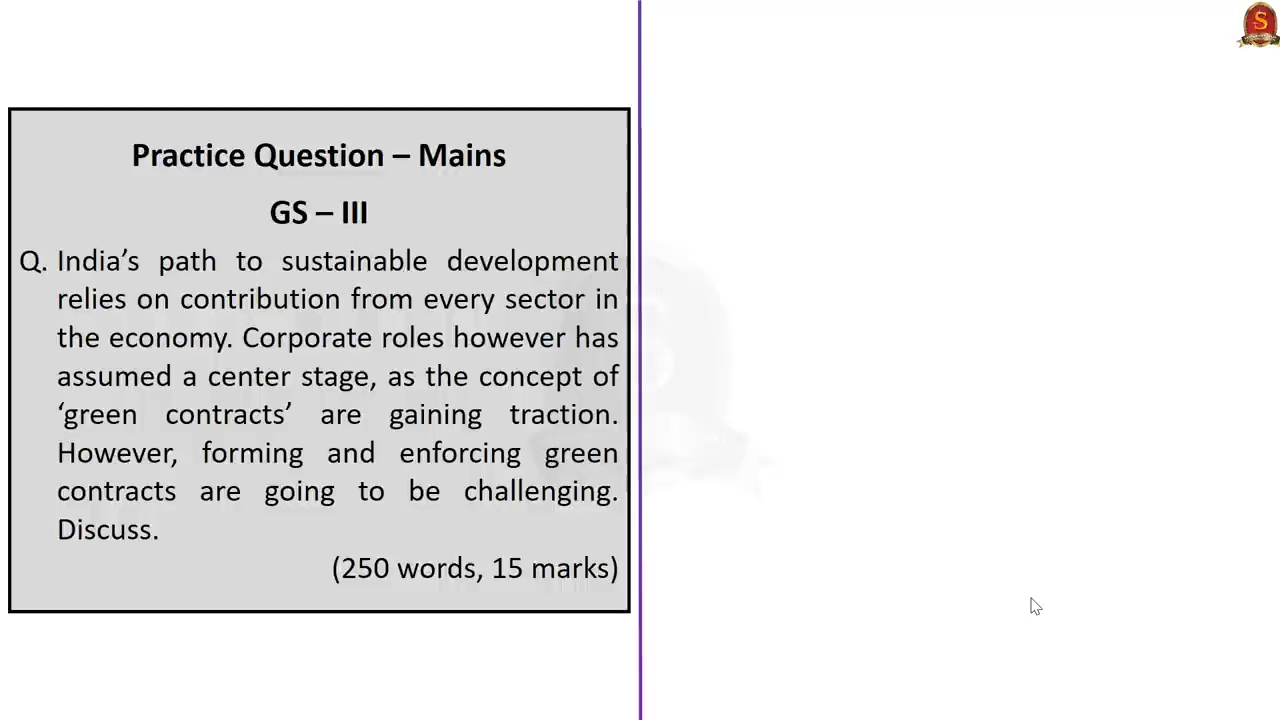 S
Practice Question – Mains
GS – III
Q. India’s path to sustainable development
relies on contribution from every sector in
the economy. Corporate roles however has
assumed a center stage, as the concept of
‘green contracts’ are gaining traction.
However, forming and enforcing green
contracts are going to be challenging.
Discuss.
(250 words, 15 marks)